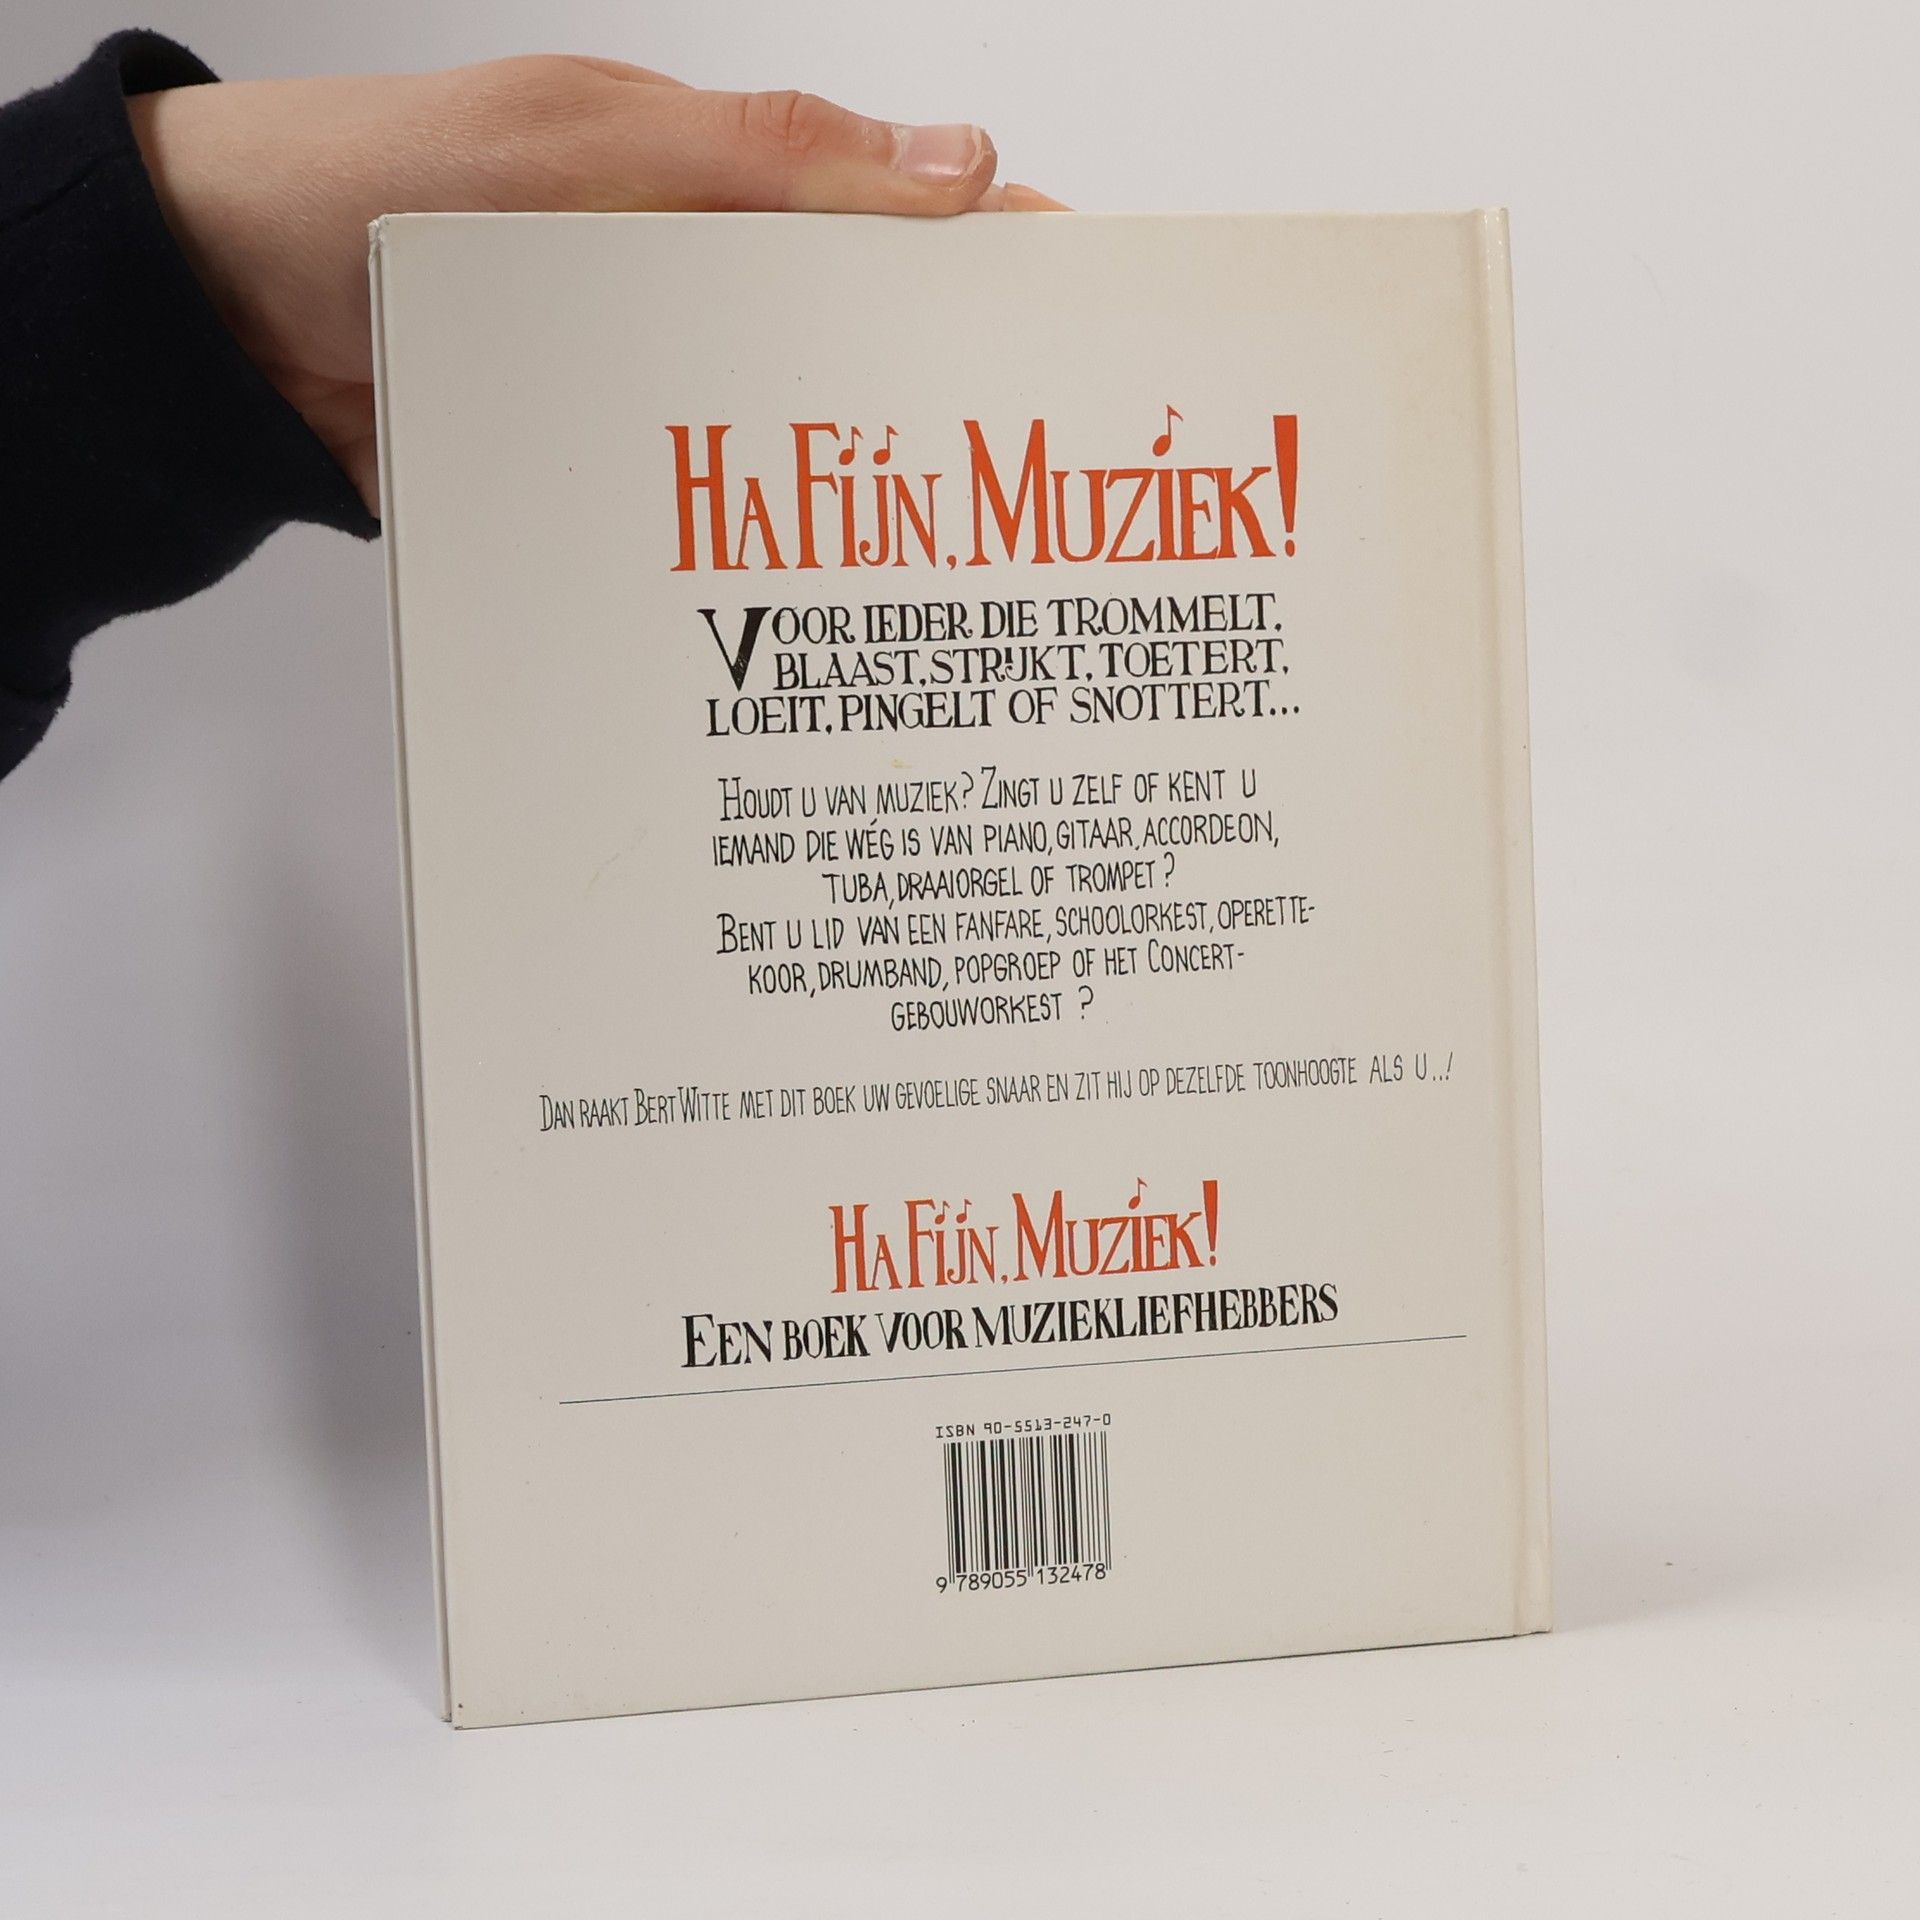 HA FIJN, MUZIEK!
VOOR IEDER DIE TROMMELT,
BLAAST, STRIJKT, TOETERT,
LOEIT, PINGELT OF SNOTTERT...
HOUDT U VAN MUZIEK? ZINGT U ZELF OF KENT U
IEMAND DIE WÉG IS VAN PIANO, GITAAR, ACCORDEON,
TUBA, DRAAIORGEL OF TROMPET?
BENT U LID VAN EEN FANFARE, SCHOOLORKEST, OPERETTE-
KOOR, DRUMBAND, POPGROEP OF HET CONCERT-
GEBOUWORKEST?
DAN RAAKT BERT WITTE MET DIT BOEK UW GEVOELIGE SNAAR EN ZIT HIJ OP DEZELFDE TOONHOOGTE ALS U..!
HA FIJN, MUZIEK!
EEN BOEK VOOR MUZIEKLIEFHEBBERS
ISBN 90-5513-247-0
9 789055 132478